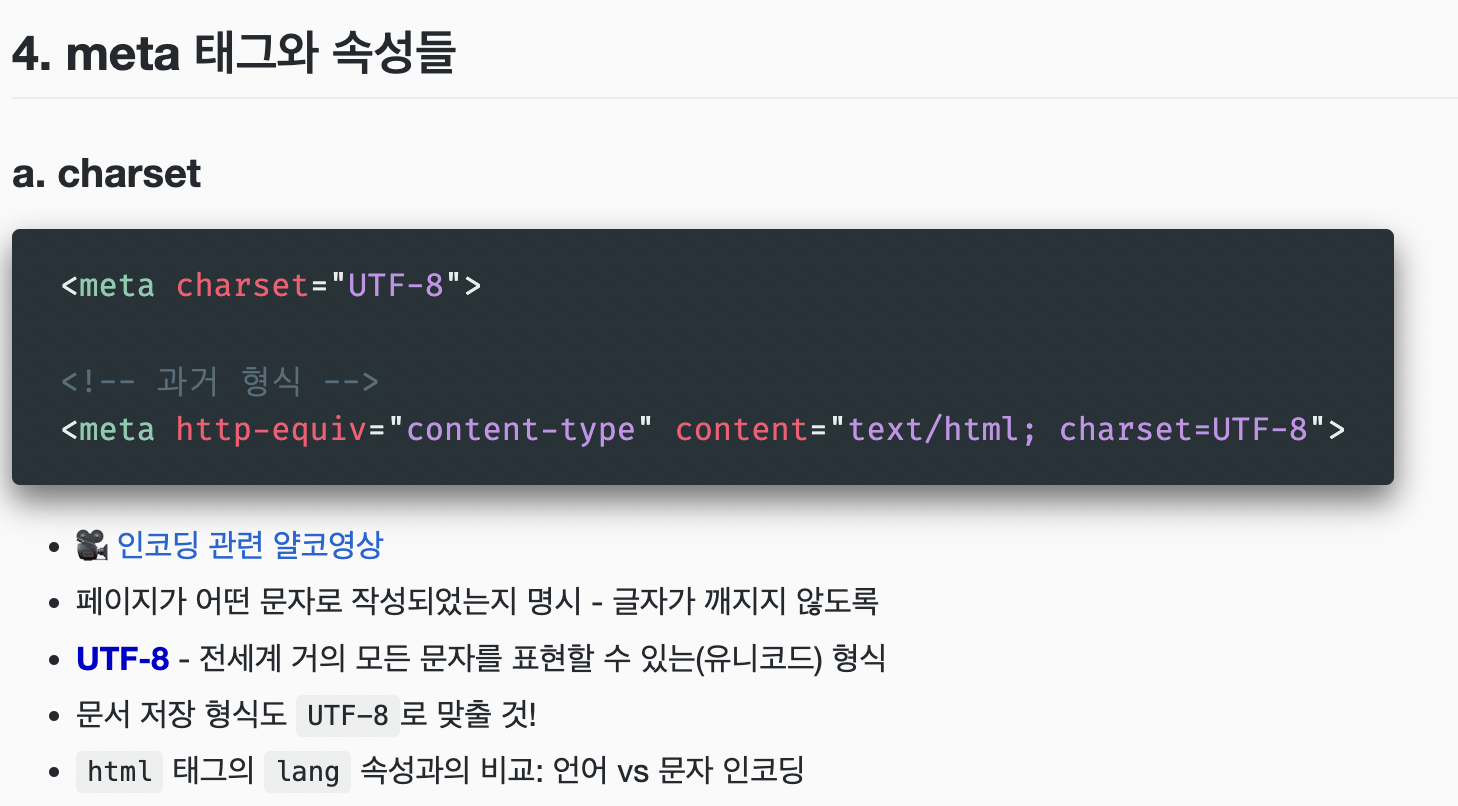 4. meta 태그와 속성들
a. charset
<meta charset="UTF-8">
<!-- 과거 형식 -->
<meta http-equiv="content-type" content="text/html; charset=UTF-8">
• 🎥 인코딩 관련 얄코영상
• 페이지가 어떤 문자로 작성되었는지 명시 - 글자가 깨지지 않도록
• UTF-8 - 전세계 거의 모든 문자를 표현할 수 있는(유니코드) 형식
• 문서 저장 형식도 UTF-8로 맞출 것!
• html 태그의 lang 속성과의 비교: 언어 vs 문자 인코딩